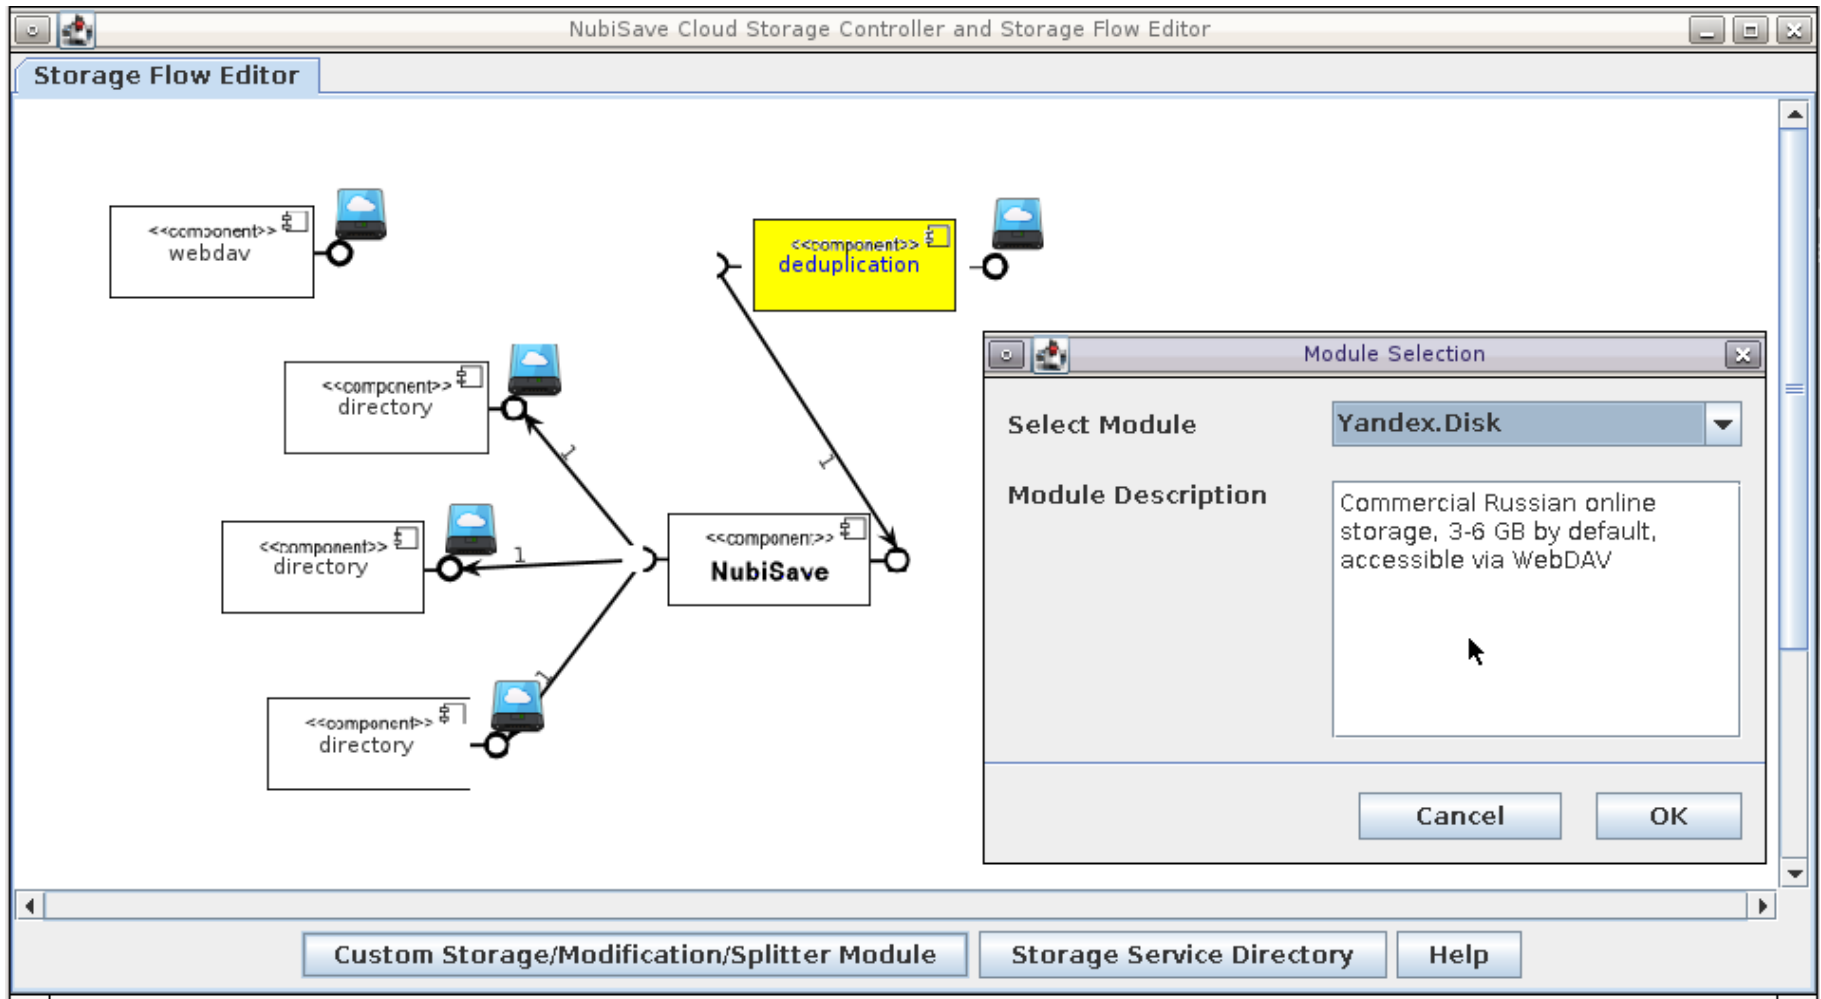 NubiSave Cloud Storage Controller and Storage Flow Editor
Storage Flow Editor
<<component>>
webdav
<<component>>
deduplication
<<component>>
directory
1
1
<<component>>
directory
1
<<component>>
NubiSave
<<component>>
directory
1
Module Selection
Select Module
Yandex.Disk
Module Description
Commercial Russian online
storage, 3-6 GB by default,
accessible via WebDAV
Cancel
OK
Custom Storage/Modification/Splitter Module
Storage Service Directory
Help